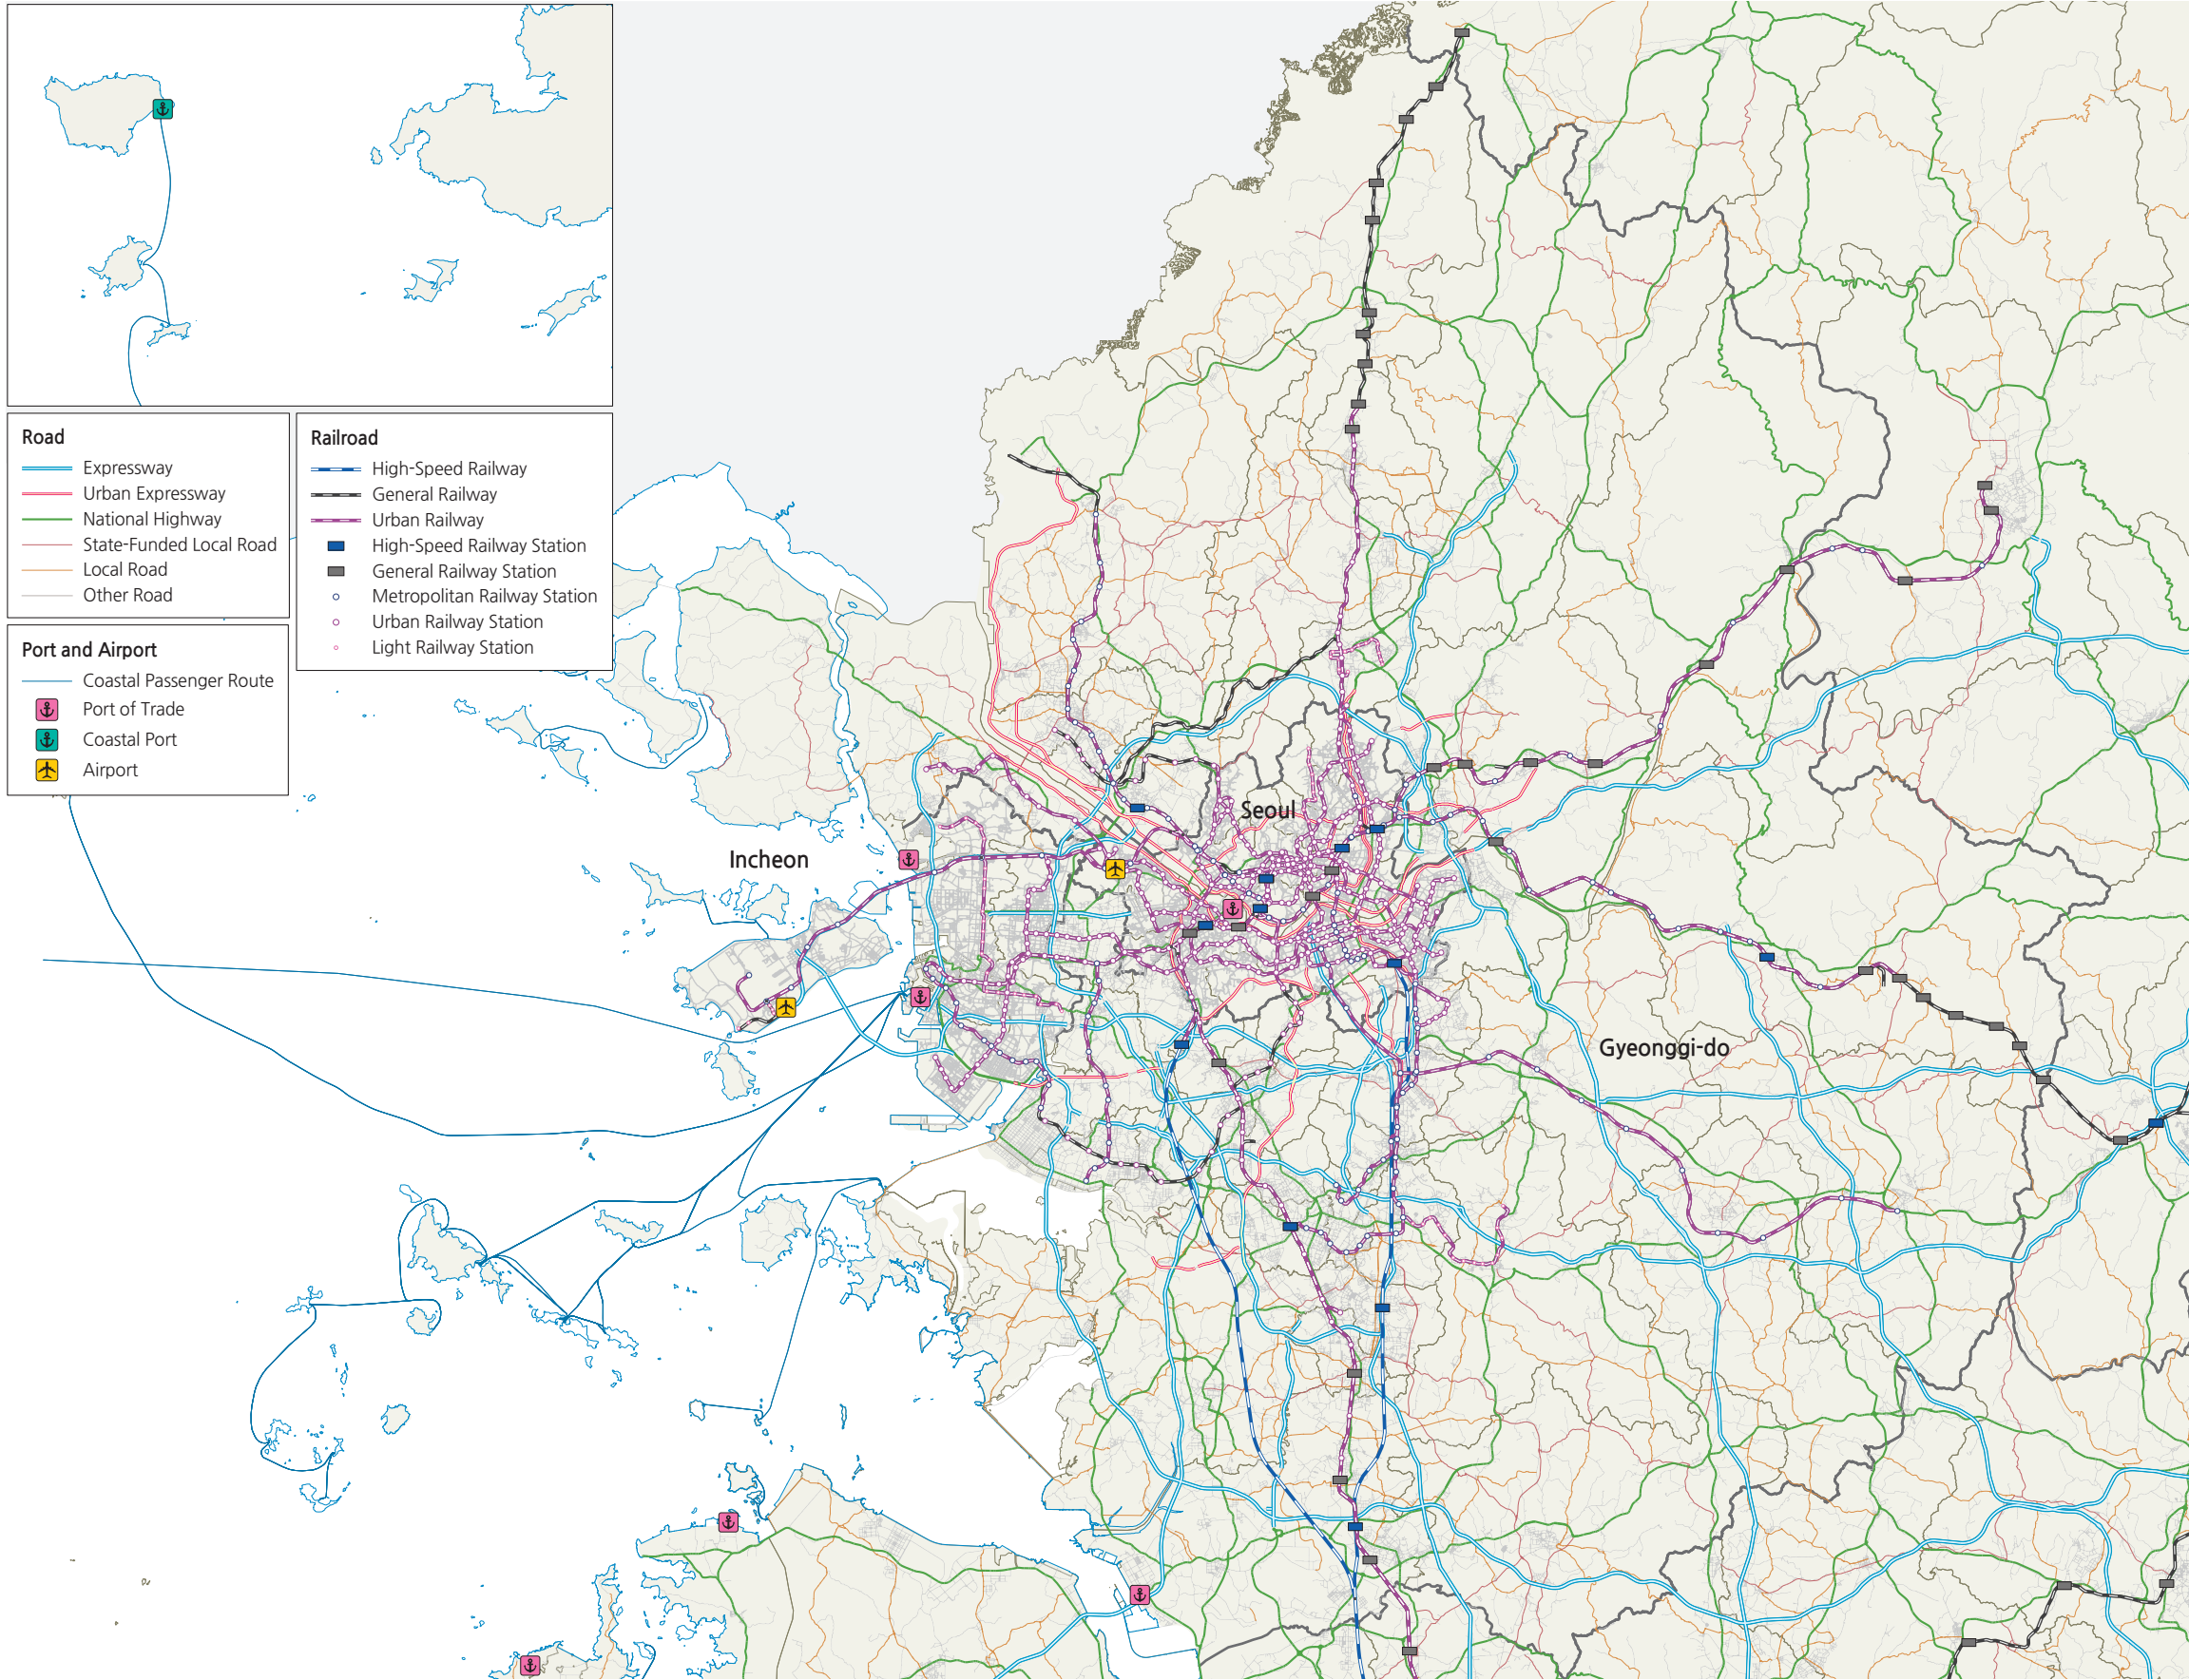 Road
Expressway
Urban Expressway
National Highway
State-Funded Local Road
Local Road
Other Road
Railroad
High-Speed Railway
General Railway
Urban Railway
High-Speed Railway Station
General Railway Station
Metropolitan Railway Station
Urban Railway Station
Light Railway Station
Port and Airport
Coastal Passenger Route
Port of Trade
Coastal Port
Airport
Seoul
Incheon
Gyeonggi-do